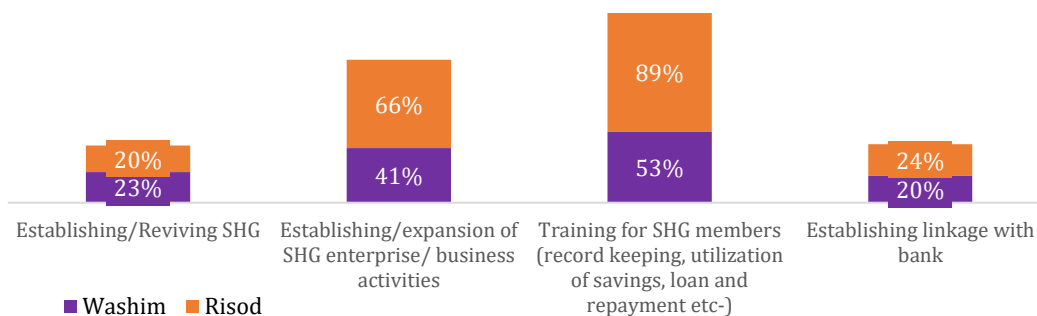 89%
66%
53%
41%
20%
24%
23%
20%
Establishing/Reviving SHG
Establishing/expansion of
SHG enterprise/ business
activities
Training for SHG members
(record keeping, utilization
of savings, loan and
repayment etc-)
Establishing linkage with
bank
Washim
Risod